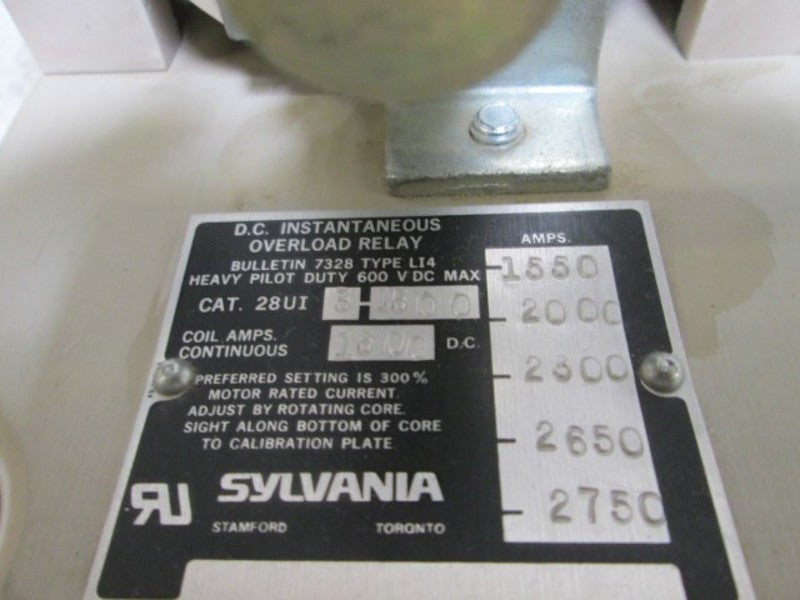 D.C. INSTANTANEOUS
OVERLOAD RELAY
BULLETIN 7328 TYPE LI4
HEAVY PILOT DUTY 600 V DC MAX
CAT. 28UI
COIL AMPS.
CONTINUOUS D.C.
PREFERRED SETTING IS 300%
MOTOR RATED CURRENT.
ADJUST BY ROTATING CORE.
SIGHT ALONG BOTTOM OF CORE
TO CALIBRATION PLATE
SYLVANIA
STAMFORD TORONTO
AMPS.
1550
2000
2300
2650
2750